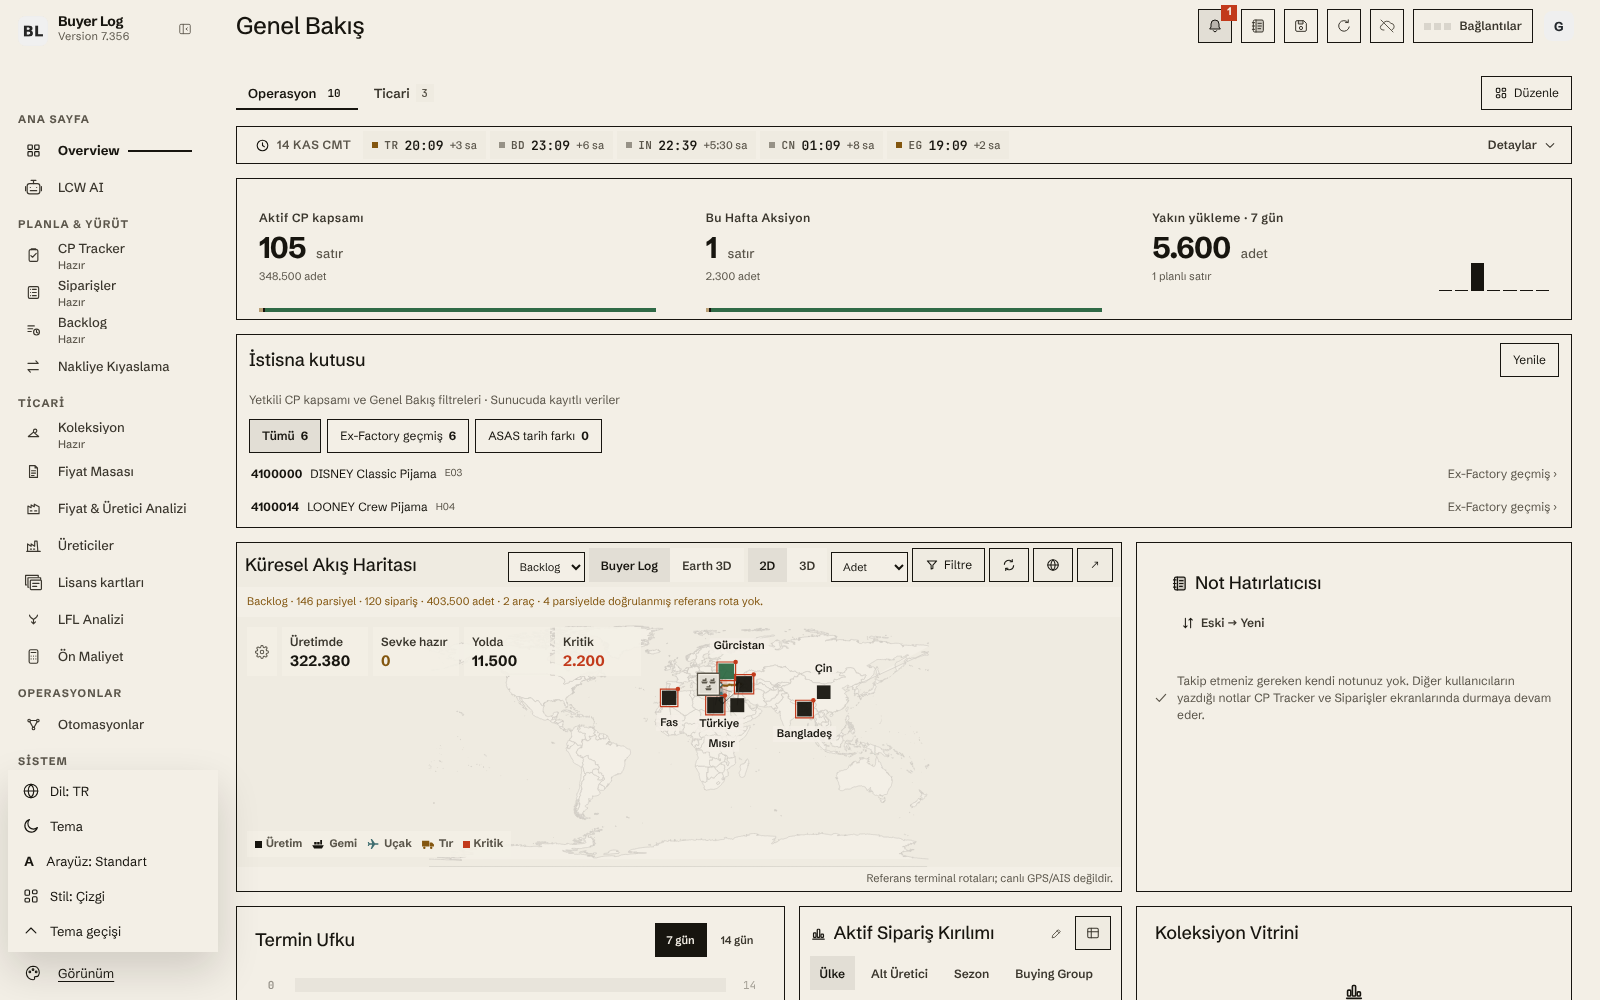 BL
Buyer Log
Version 7.356
Genel Bakış
1
Bağlantılar
G
Operasyon 10
Ticari 3
Düzenle
ANA SAYFA
Overview
LCW AI
PLANLA & YÜRÜT
CP Tracker
Hazır
Siparişler
Hazır
Backlog
Hazır
Nakliye Kıyaslama
TİCARİ
Koleksiyon
Hazır
Fiyat Masası
Fiyat & Üretici Analizi
Üreticiler
Lisans kartları
LFL Analizi
Ön Maliyet
OPERASYONLAR
Otomasyonlar
SİSTEM
Dil: TR
Tema
A Arayüz: Standart
Stil: Çizgi
Tema geçişi
Görünüm
14 KAS CMT
TR 20:09 +3 sa
BD 23:09 +6 sa
IN 22:39 +5:30 sa
CN 01:09 +8 sa
EG 19:09 +2 sa
Detaylar
Aktif CP kapsamı
105 satır
348.500 adet
Bu Hafta Aksiyon
1 satır
2.300 adet
Yakın yükleme · 7 gün
5.600 adet
1 planlı satır
İstisna kutusu
Yenile
Yetkili CP kapsamı ve Genel Bakış filtreleri · Sunucuda kayıtlı veriler
Tümü 6
Ex-Factory geçmiş 6
ASAS tarih farkı 0
4100000 DISNEY Classic Pijama E03
Ex-Factory geçmiş ›
4100014 LOONEY Crew Pijama H04
Ex-Factory geçmiş ›
Küresel Akış Haritası
Backlog
Buyer Log
Earth 3D
2D
3D
Adet
Filtre
Backlog · 146 parsiyel · 120 sipariş · 403.500 adet · 2 araç · 4 parsiyelde doğrulanmış referans rota yok.
Üretimde
322.380
Sevke hazır
0
Yolda
11.500
Kritik
2.200
Gürcistan
Çin
Fas
Türkiye
Bangladeş
Mısır
Üretim
Gemi
Uçak
Tır
Kritik
Referans terminal rotaları; canlı GPS/AIS değildir.
Not Hatırlatıcısı
Eski → Yeni
Takip etmeniz gereken kendi notunuz yok. Diğer kullanıcıların
yazdığı notlar CP Tracker ve Siparişler ekranlarında durmaya devam
eder.
Termin Ufku
7 gün
14 gün
0
14
Aktif Sipariş Kırılımı
Ülke
Alt Üretici
Sezon
Buying Group
Koleksiyon Vitrini